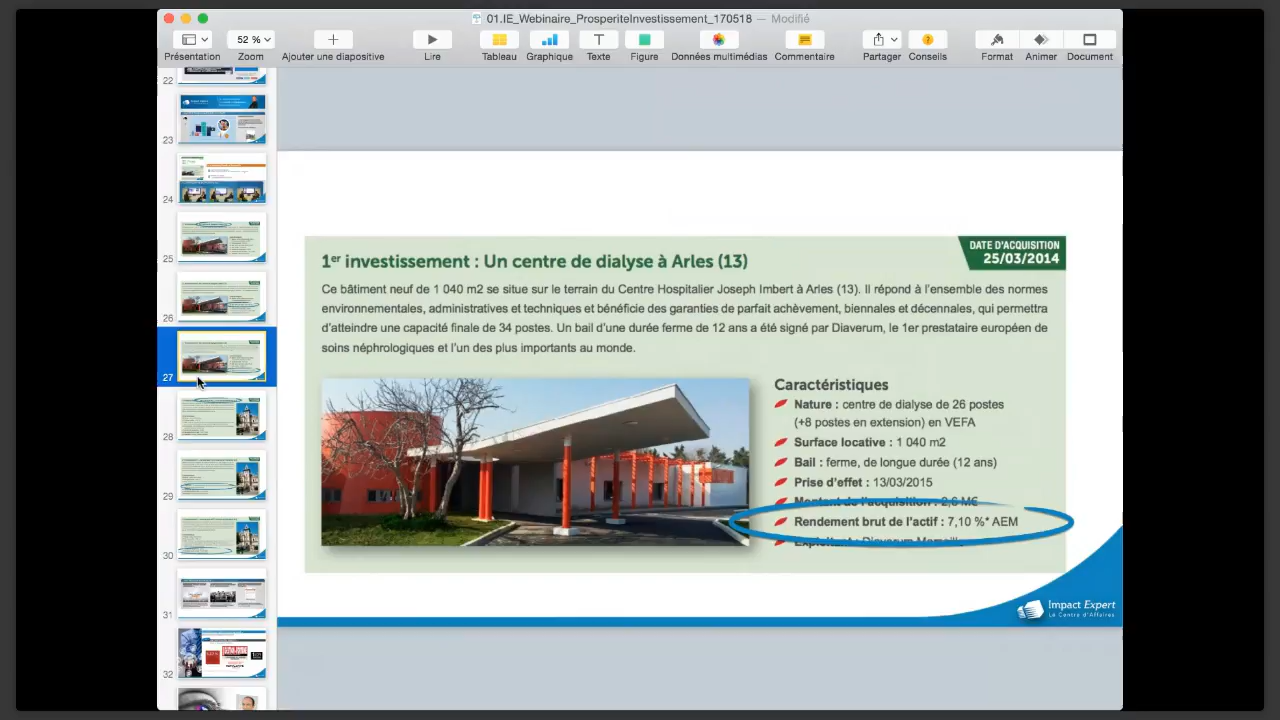 01.IE_Webinaire_ProsperiteInvestissement_170518 — Modifié
52 %
Présentation Zoom Ajouter une diapositive Lire Tableau Graphique Texte Figure Données multimédias Commentaire Partager Conseils Format Animer Document
22
23
24
25
26
27
28
29
30
31
32
DATE D'ACQUISITION
25/03/2014
1er investissement : Un centre de dialyse à Arles (13)
Ce bâtiment neuf de 1 040 m2 se situe sur le terrain du Centre Hospitalier Joseph Imbert à Arles (13). Il répond à l'ensemble des normes
environnementales, administratives et techniques et bénéficie des garanties de parfait achèvement, biennales et décennales, qui permettra
d'atteindre une capacité finale de 34 postes. Un bail d'une durée ferme de 12 ans a été signé par Diaverum, le 1er prestataire européen de
soins néphrologiques et l'un des plus importants au monde.
Caractéristiques
Nature : centre de dialyse de 26 postes
(+8 postes en extension) en VEFA
Surface locative : 1 040 m2
Bail : ferme, de longue durée (12 ans)
Prise d'effet : 13/03/2015
Montant de l'acquisition : 2,6 M€
Rendement brut de l'actif : 7,10 %* AEM
Exploitant : Diaverum Marseille
Impact Expert
Le Centre d'Affaires